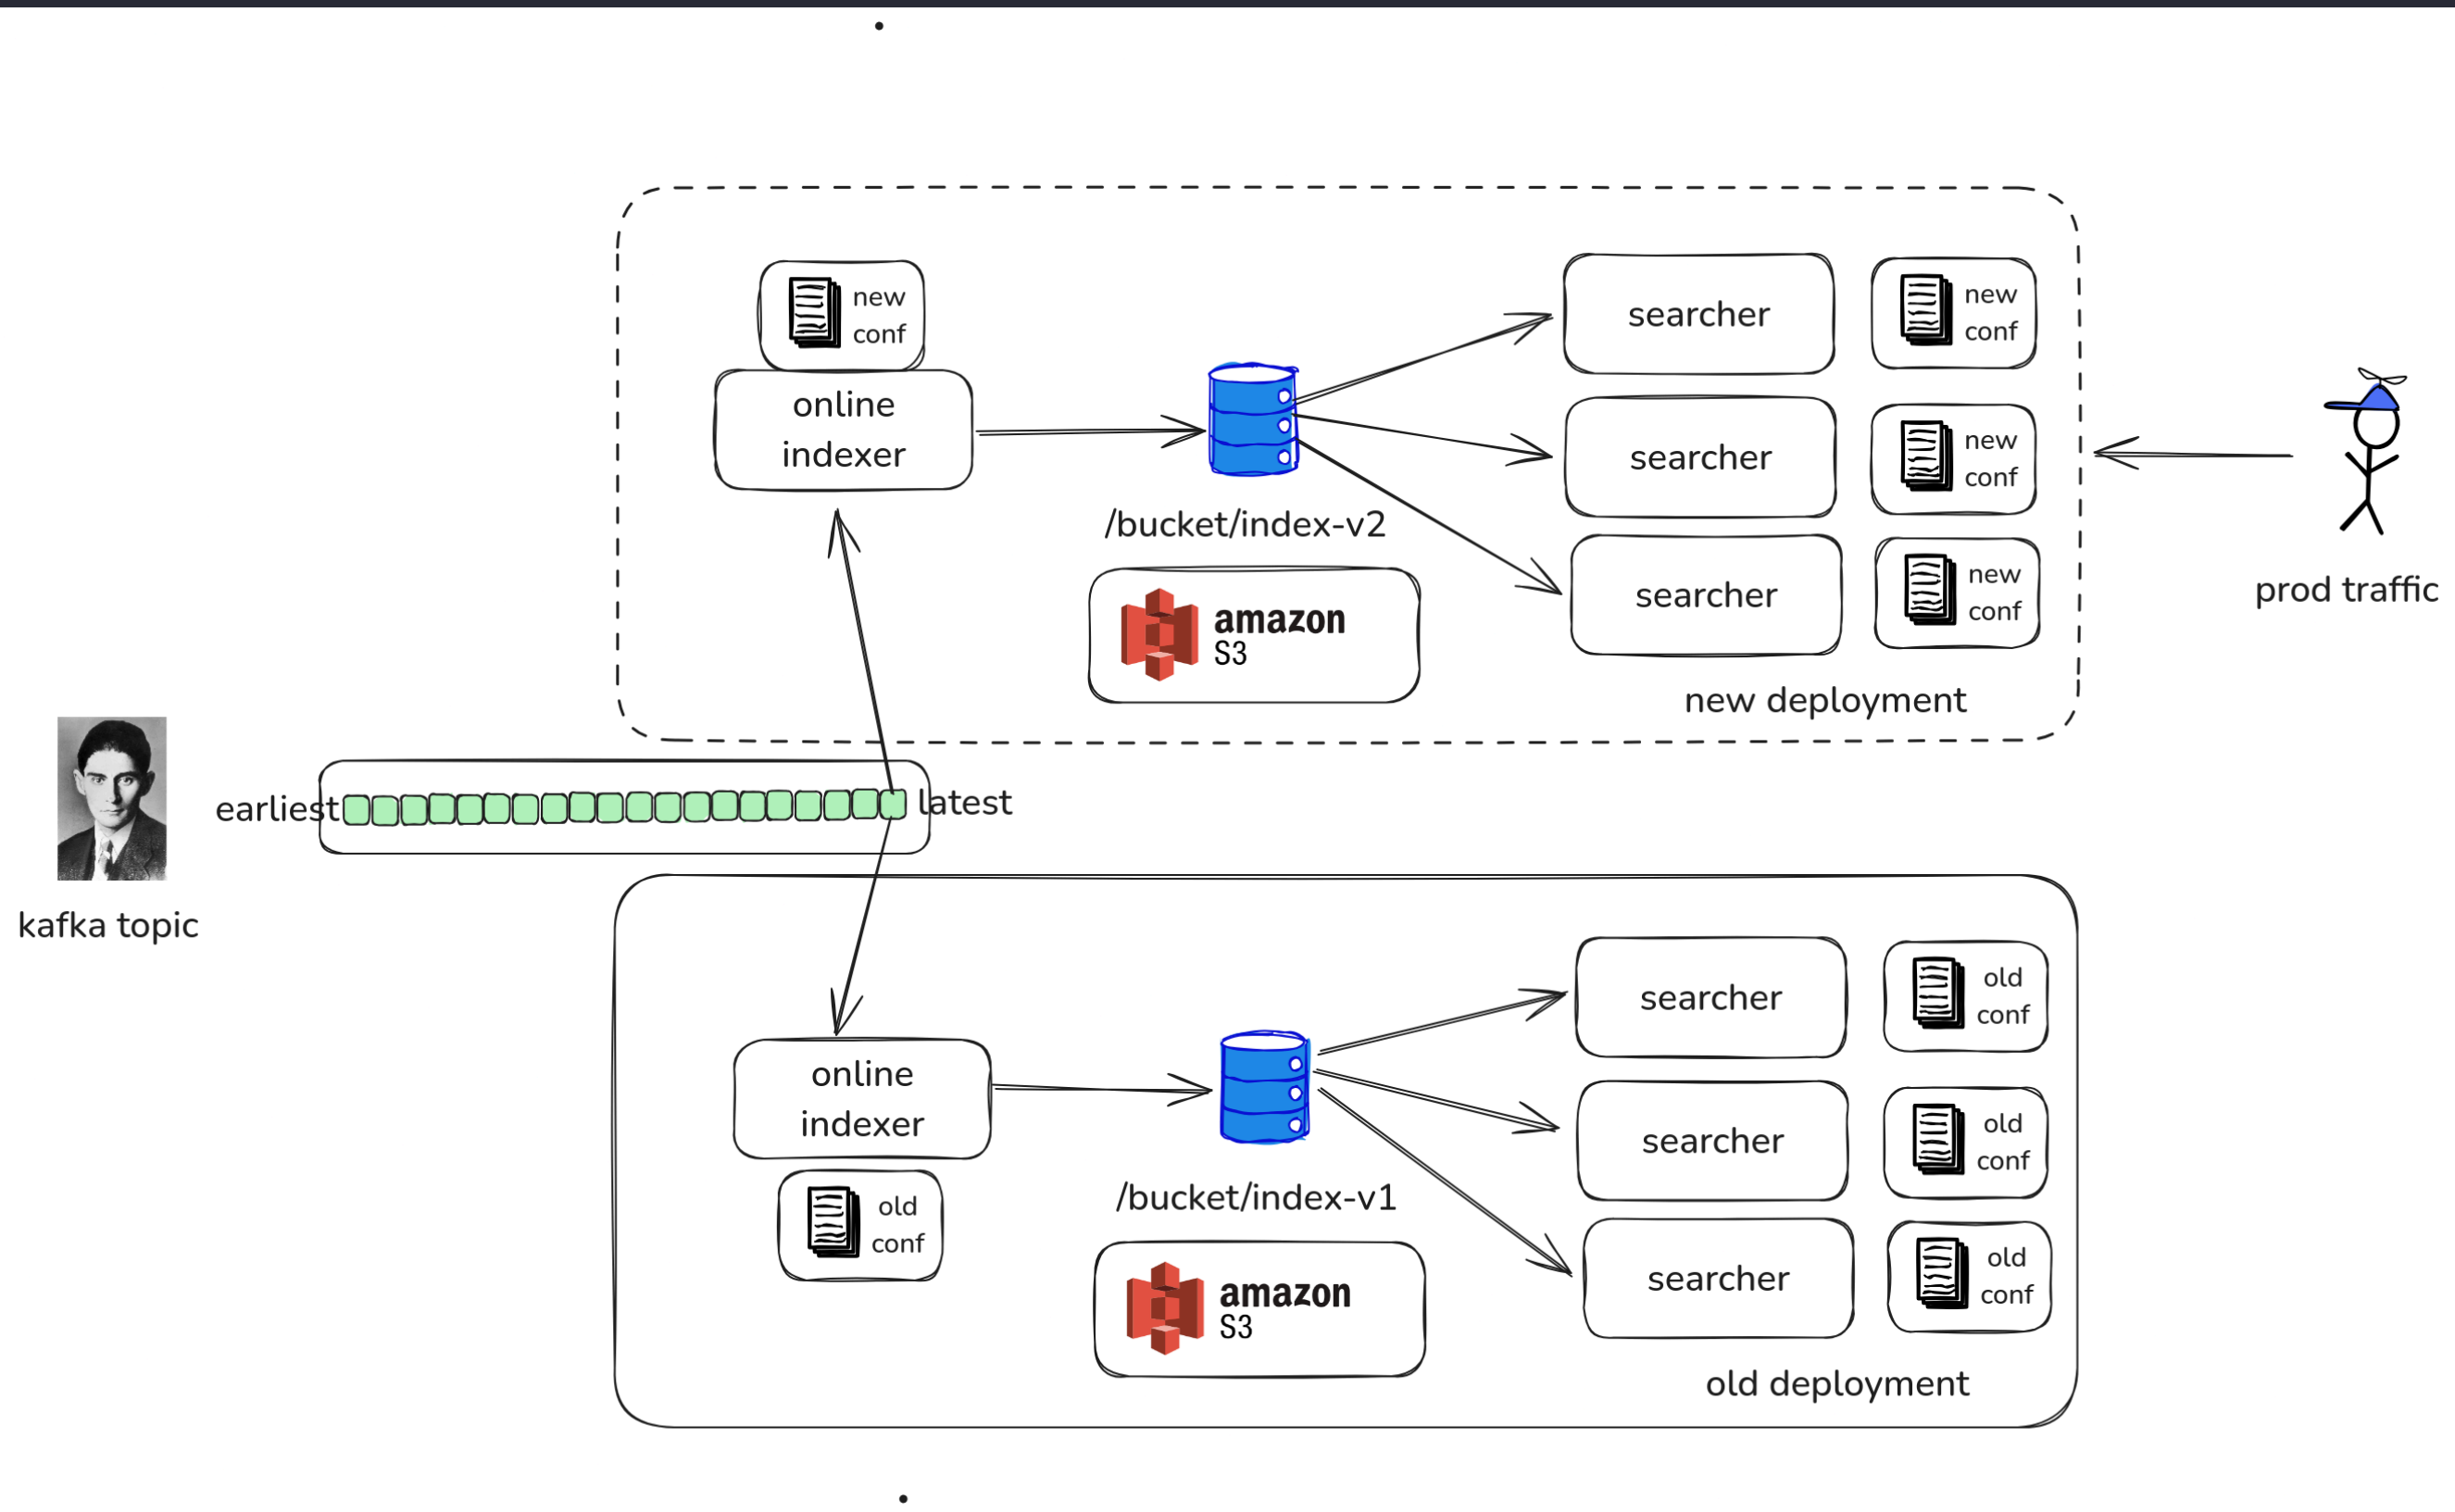 new
conf
online
indexer
/bucket/index-v2
amazon
S3
searcher
new
conf
searcher
new
conf
searcher
new
conf
new deployment
prod traffic
kafka topic
earliest
latest
online
indexer
old
conf
/bucket/index-v1
amazon
S3
searcher
old
conf
searcher
old
conf
searcher
old
conf
old deployment